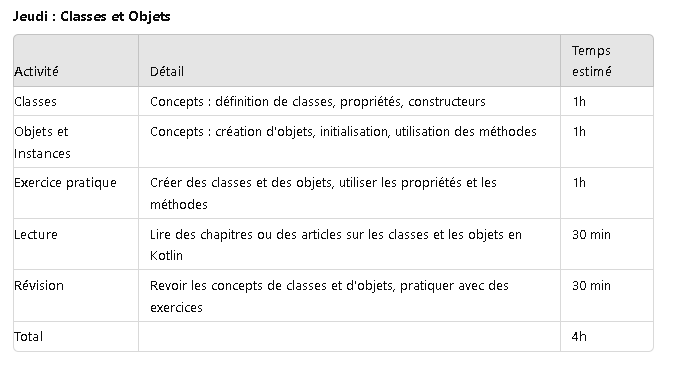 Jeudi : Classes et Objets
Activité Détail Temps estimé
Classes Concepts : définition de classes, propriétés, constructeurs 1h
Objets et Instances Concepts : création d'objets, initialisation, utilisation des méthodes 1h
Exercice pratique Créer des classes et des objets, utiliser les propriétés et les méthodes 1h
Lecture Lire des chapitres ou des articles sur les classes et les objets en Kotlin 30 min
Révision Revoir les concepts de classes et d'objets, pratiquer avec des exercices 30 min
Total 4h